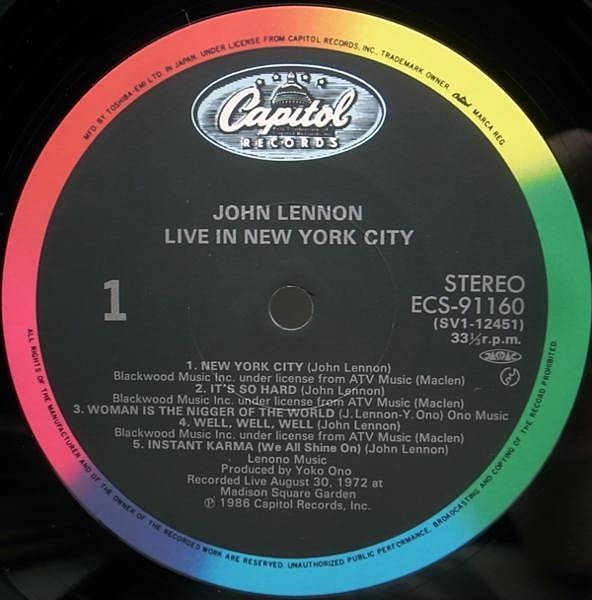 MFD. BY TOSHIBA-EMI LTD. IN JAPAN, UNDER LICENSE FROM CAPITOL RECORDS, INC., TRADEMARK OWNER. Capitol MARCA REG.
Capitol
RECORDS
JOHN LENNON
LIVE IN NEW YORK CITY
1
STEREO
ECS-91160
(SV1-12451)
33⅓r.p.m.
1. NEW YORK CITY (John Lennon)
Blackwood Music Inc. under license from ATV Music (Maclen)
2. IT'S SO HARD (John Lennon)
Blackwood Music Inc. under license from ATV Music (Maclen)
3. WOMAN IS THE NIGGER OF THE WORLD (J. Lennon-Y. Ono) Ono Music
4. WELL, WELL, WELL (John Lennon)
Blackwood Music Inc. under license from ATV Music (Maclen)
5. INSTANT KARMA (We All Shine On) (John Lennon)
Lenono Music
Produced by Yoko Ono
Recorded Live August 30, 1972 at
Madison Square Garden
℗ 1986 Capitol Records, Inc.
ALL RIGHTS OF THE MANUFACTURER AND OF THE OWNER OF THE RECORDED WORK ARE RESERVED. UNAUTHORIZED PUBLIC PERFORMANCE, BROADCASTING AND COPYING OF THE RECORD PROHIBITED.